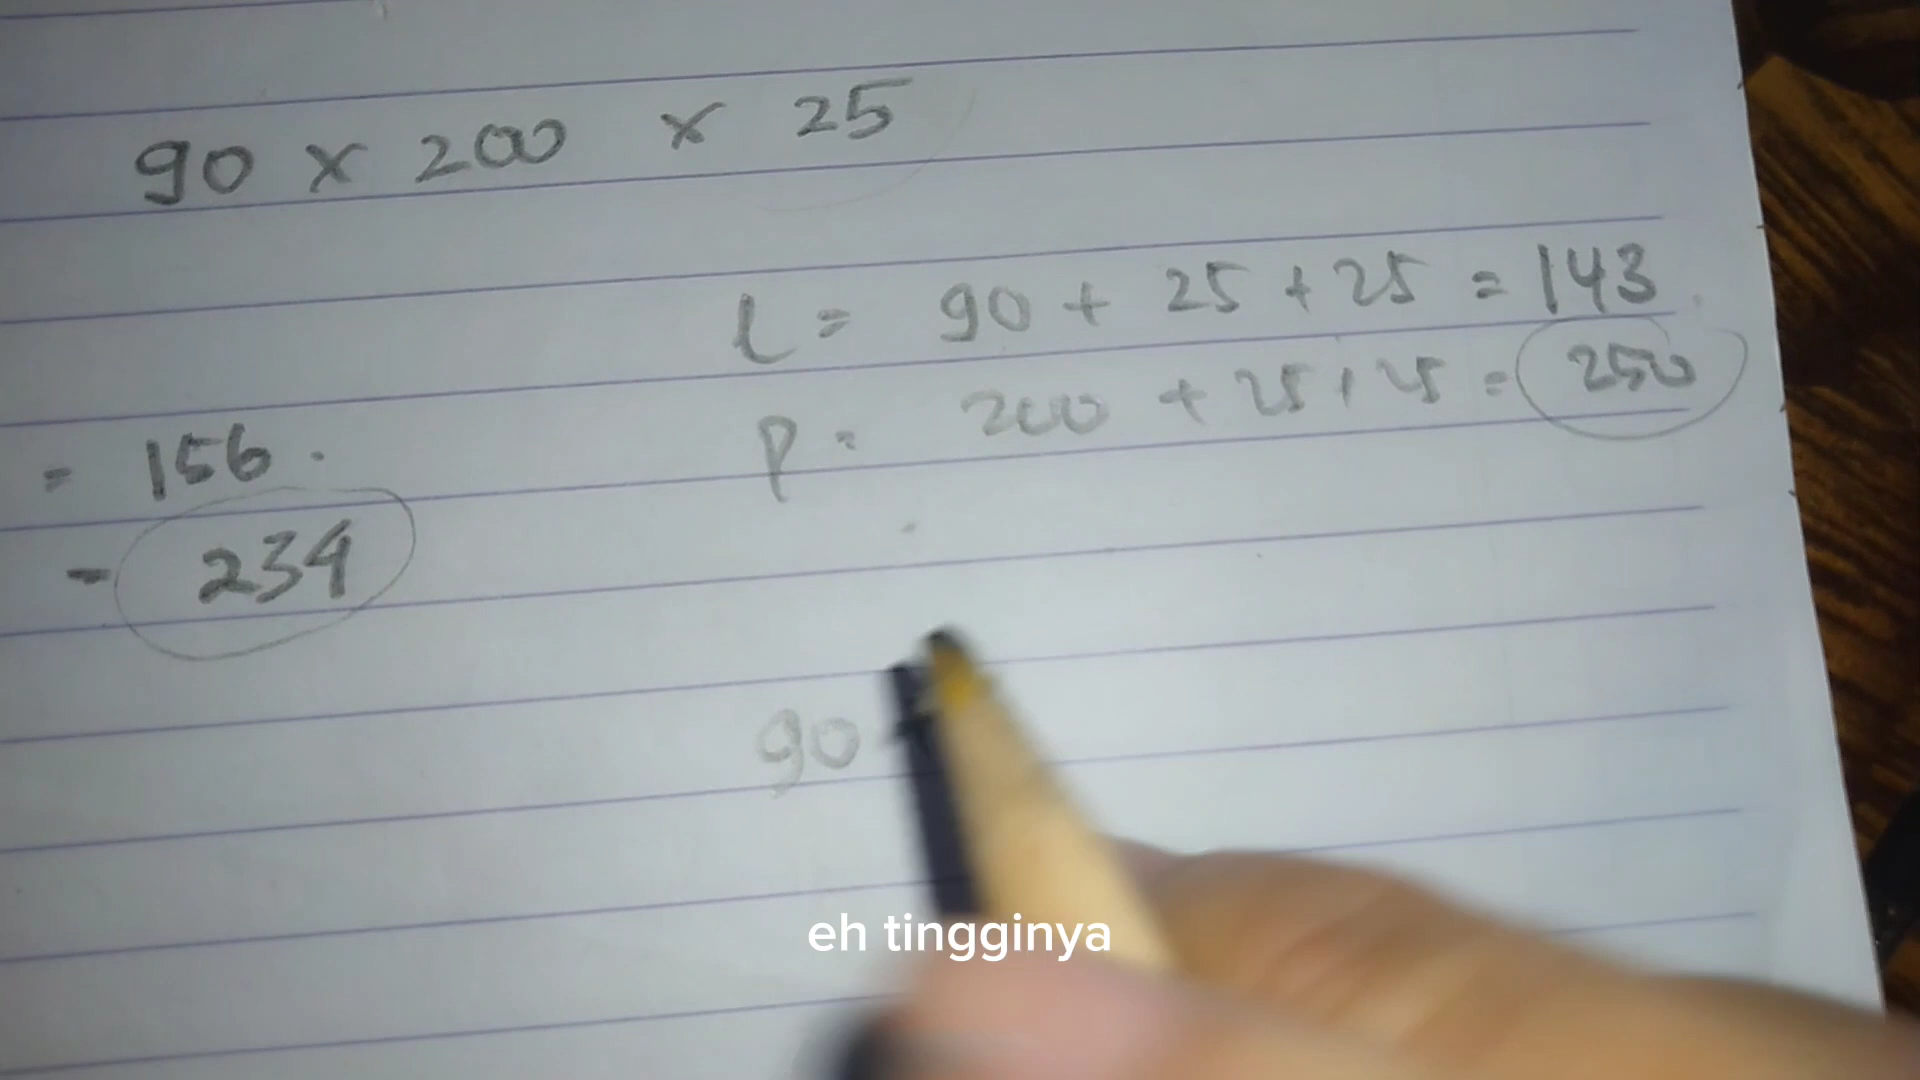 90 x 200 x 25
l = 90 + 25 + 25 = 143
p = 200 + 25 + 25 = 250
= 156.
= 234
90
eh tingginya